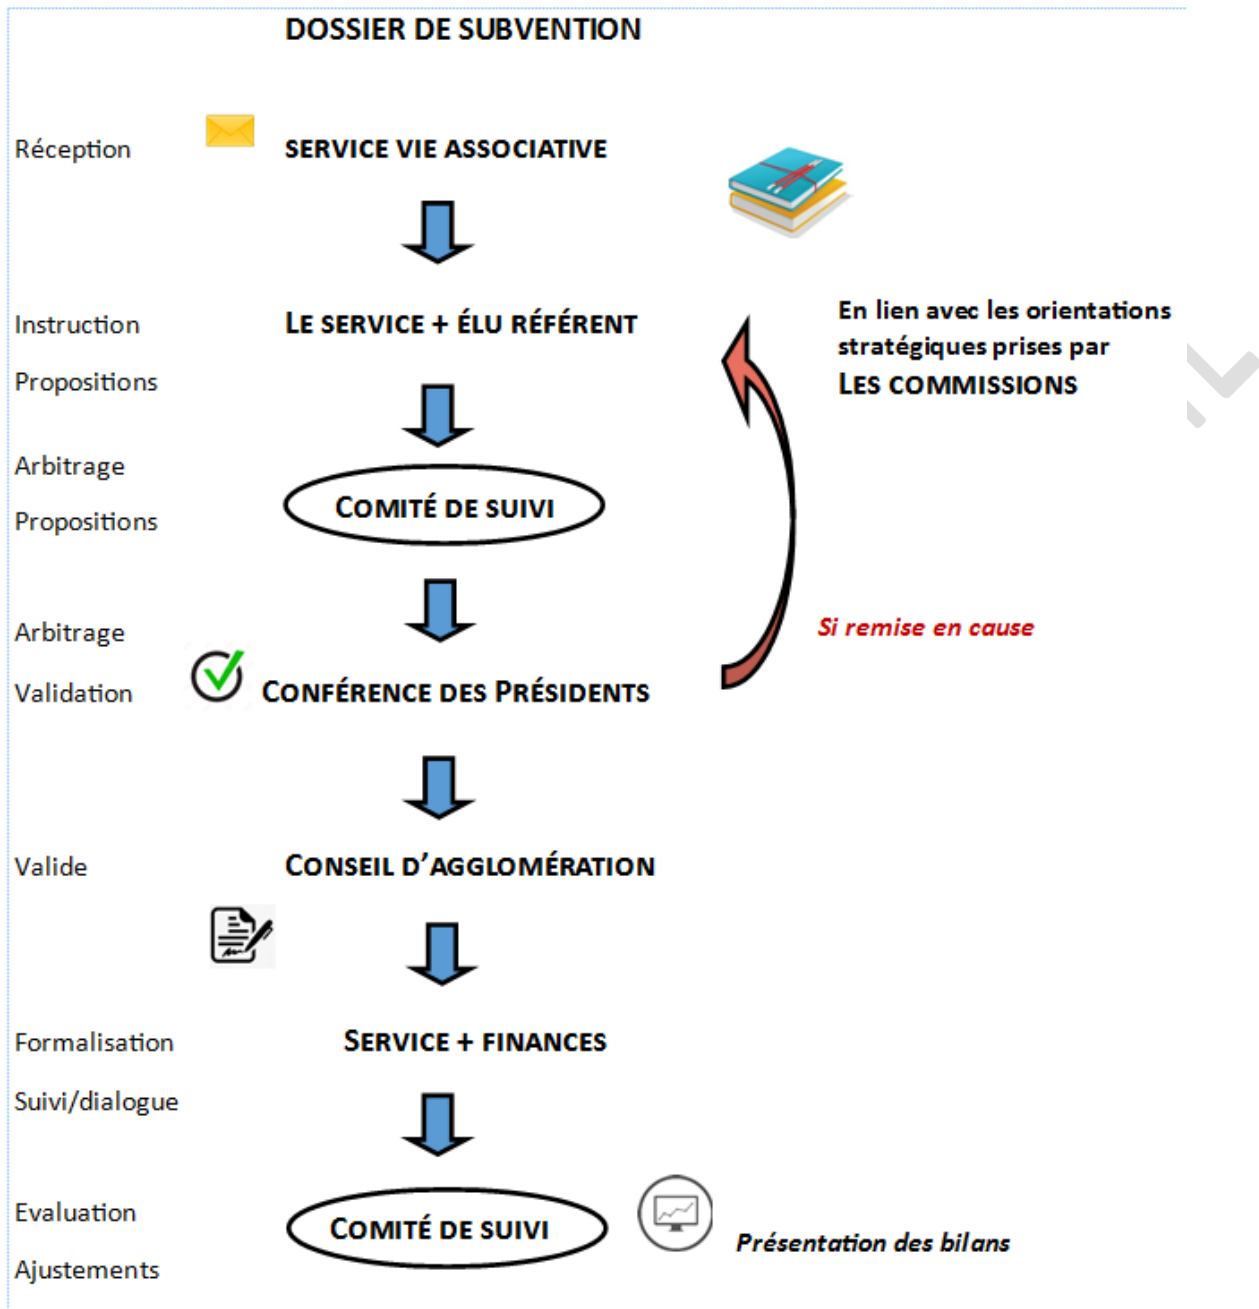 DOSSIER DE SUBVENTION
Réception
SERVICE VIE ASSOCIATIVE
Instruction
LE SERVICE + ÉLU RÉFÉRENT
En lien avec les orientations
stratégiques prises par
LES COMMISSIONS
Propositions
Arbitrage
COMITÉ DE SUIVI
Propositions
Arbitrage
Si remise en cause
Validation
CONFÉRENCE DES PRÉSIDENTS
Valide
CONSEIL D’AGGLOMÉRATION
Formalisation
SERVICE + FINANCES
Suivi/dialogue
Evaluation
COMITÉ DE SUIVI
Présentation des bilans
Ajustements